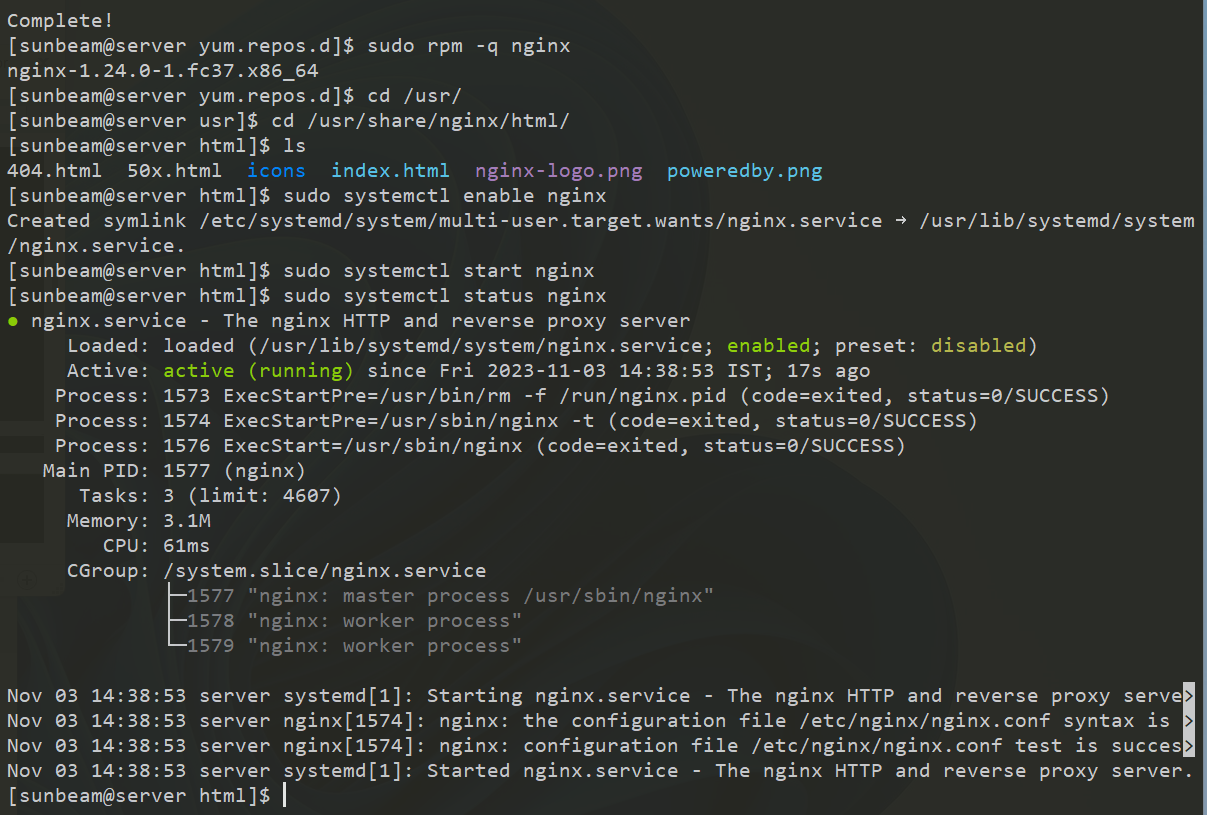 Complete!
[sunbeam@server yum.repos.d]$ sudo rpm -q nginx
nginx-1.24.0-1.fc37.x86_64
[sunbeam@server yum.repos.d]$ cd /usr/
[sunbeam@server usr]$ cd /usr/share/nginx/html/
[sunbeam@server html]$ ls
404.html  50x.html  icons  index.html  nginx-logo.png  poweredby.png
[sunbeam@server html]$ sudo systemctl enable nginx
Created symlink /etc/systemd/system/multi-user.target.wants/nginx.service → /usr/lib/systemd/system
/nginx.service.
[sunbeam@server html]$ sudo systemctl start nginx
[sunbeam@server html]$ sudo systemctl status nginx
● nginx.service - The nginx HTTP and reverse proxy server
     Loaded: loaded (/usr/lib/systemd/system/nginx.service; enabled; preset: disabled)
     Active: active (running) since Fri 2023-11-03 14:38:53 IST; 17s ago
    Process: 1573 ExecStartPre=/usr/bin/rm -f /run/nginx.pid (code=exited, status=0/SUCCESS)
    Process: 1574 ExecStartPre=/usr/sbin/nginx -t (code=exited, status=0/SUCCESS)
    Process: 1576 ExecStart=/usr/sbin/nginx (code=exited, status=0/SUCCESS)
   Main PID: 1577 (nginx)
      Tasks: 3 (limit: 4607)
     Memory: 3.1M
        CPU: 61ms
     CGroup: /system.slice/nginx.service
             ├─1577 "nginx: master process /usr/sbin/nginx"
             ├─1578 "nginx: worker process"
             └─1579 "nginx: worker process"
Nov 03 14:38:53 server systemd[1]: Starting nginx.service - The nginx HTTP and reverse proxy serve>
Nov 03 14:38:53 server nginx[1574]: nginx: the configuration file /etc/nginx/nginx.conf syntax is >
Nov 03 14:38:53 server nginx[1574]: nginx: configuration file /etc/nginx/nginx.conf test is succes>
Nov 03 14:38:53 server systemd[1]: Started nginx.service - The nginx HTTP and reverse proxy server.
[sunbeam@server html]$